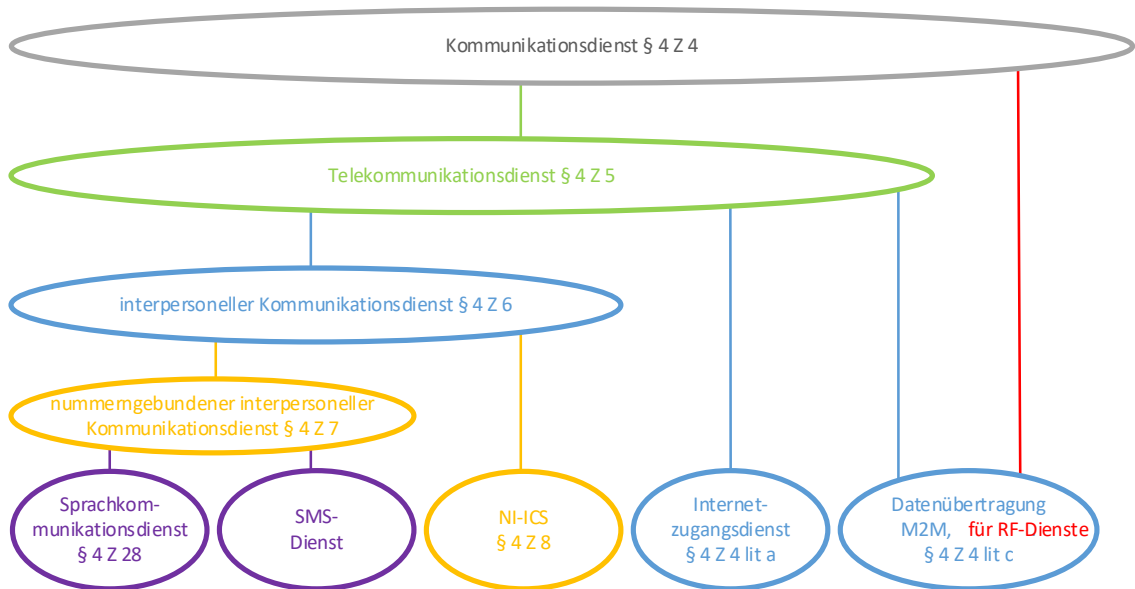 Kommunikationsdienst § 4 Z 4
Telekommunikationsdienst § 4 Z 5
interpersoneller Kommunikationsdienst § 4 Z 6
nummerngebundener interpersoneller
Kommunikationsdienst § 4 Z 7
Sprachkom-
munikationsdienst
§ 4 Z 28
SMS-
Dienst
NI-ICS
§ 4 Z 8
Internet-
zugangsdienst
§ 4 Z 4 lit a
Datenübertragung
M2M, für RF-Dienste
§ 4 Z 4 lit c